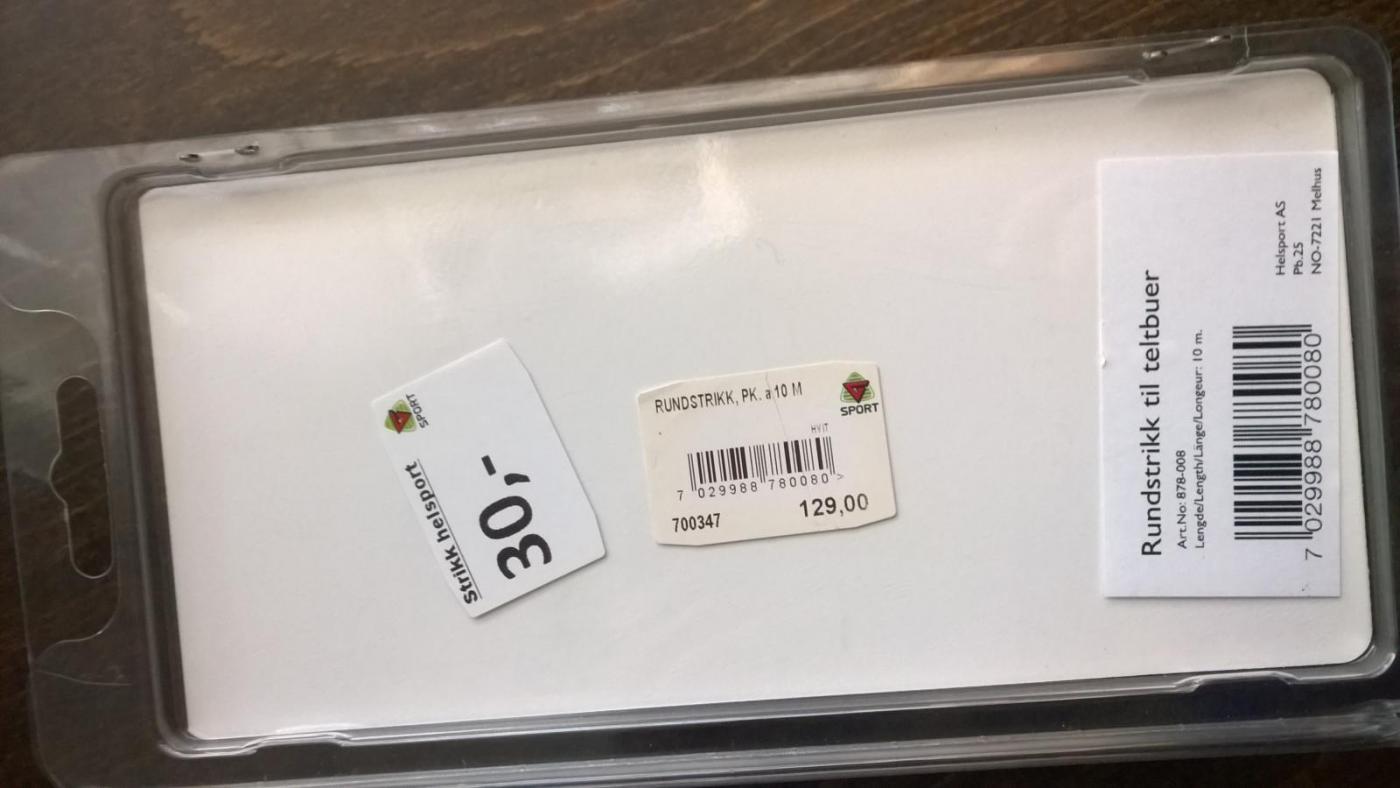 SPORT
Strikk helsport
30,-
RUNDSTRIKK, PK. a 10 M
SPORT
HVIT
7 029988 780080 >
700347
129,00
Rundstrikk til teltbuer
Art.No: 878-008
Lengde/Length/Länge/Longeur: 10 m.
7 029988 780080
Helsport AS
Pb.25
NO-7221 Melhus